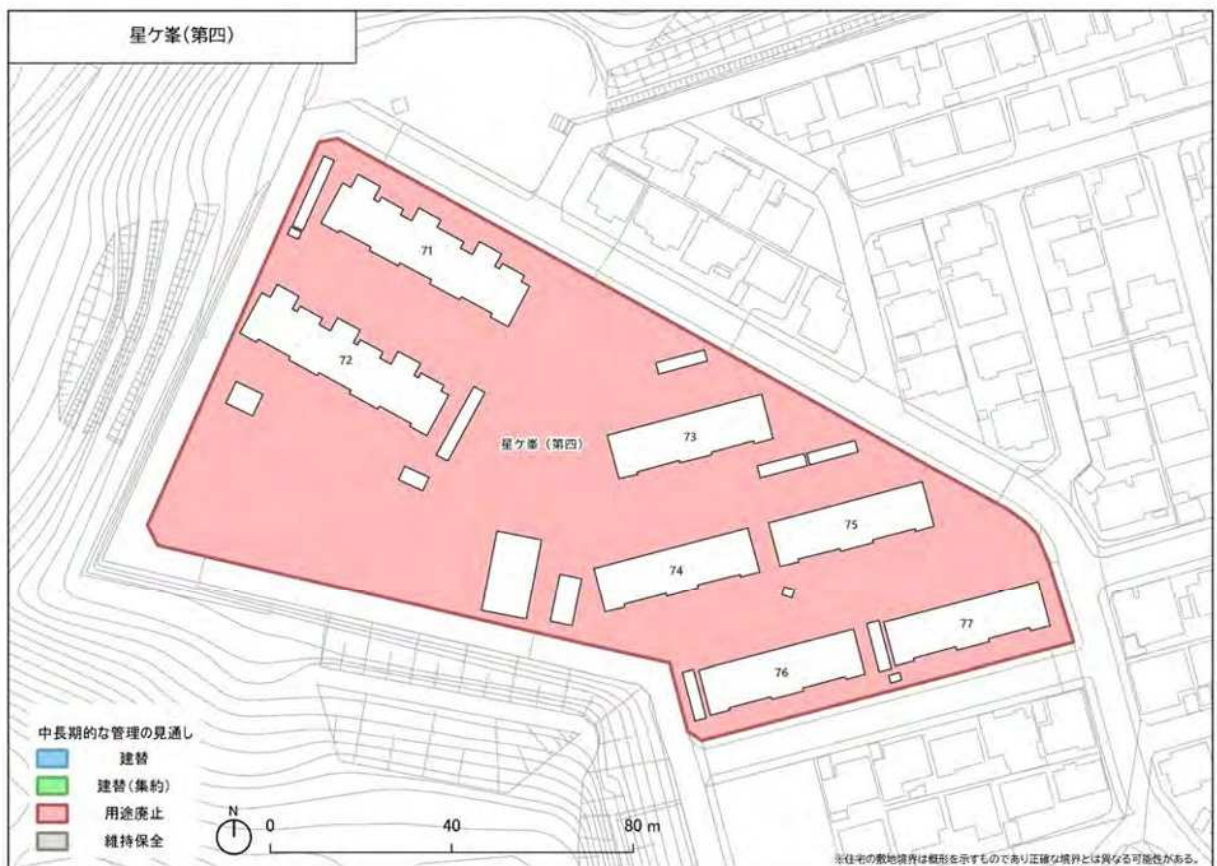 星ケ峯(第四)
71
72
73
星ケ峯（第四）
75
74
77
76
中長期的な管理の見通し
建替
建替(集約)
用途廃止
維持保全
N
0 40 80 m
※住宅の敷地境界は概形を示すものであり正確な境界とは異なる可能性がある。